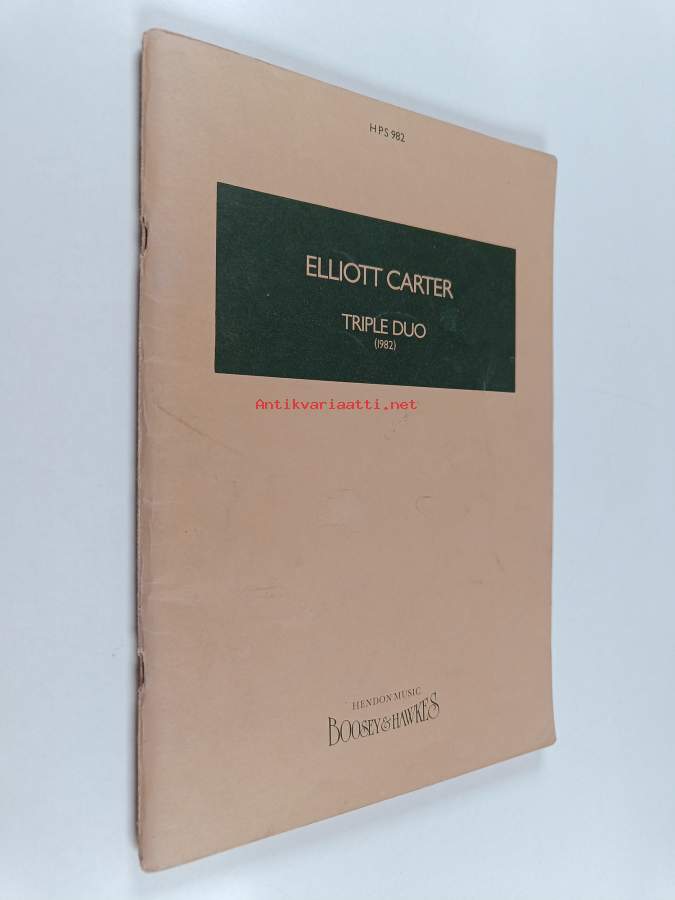 HPS 982
ELLIOTT CARTER
TRIPLE DUO
(1982)
Antikvariaatti.net
HENDON MUSIC
BOOSEY & HAWKES